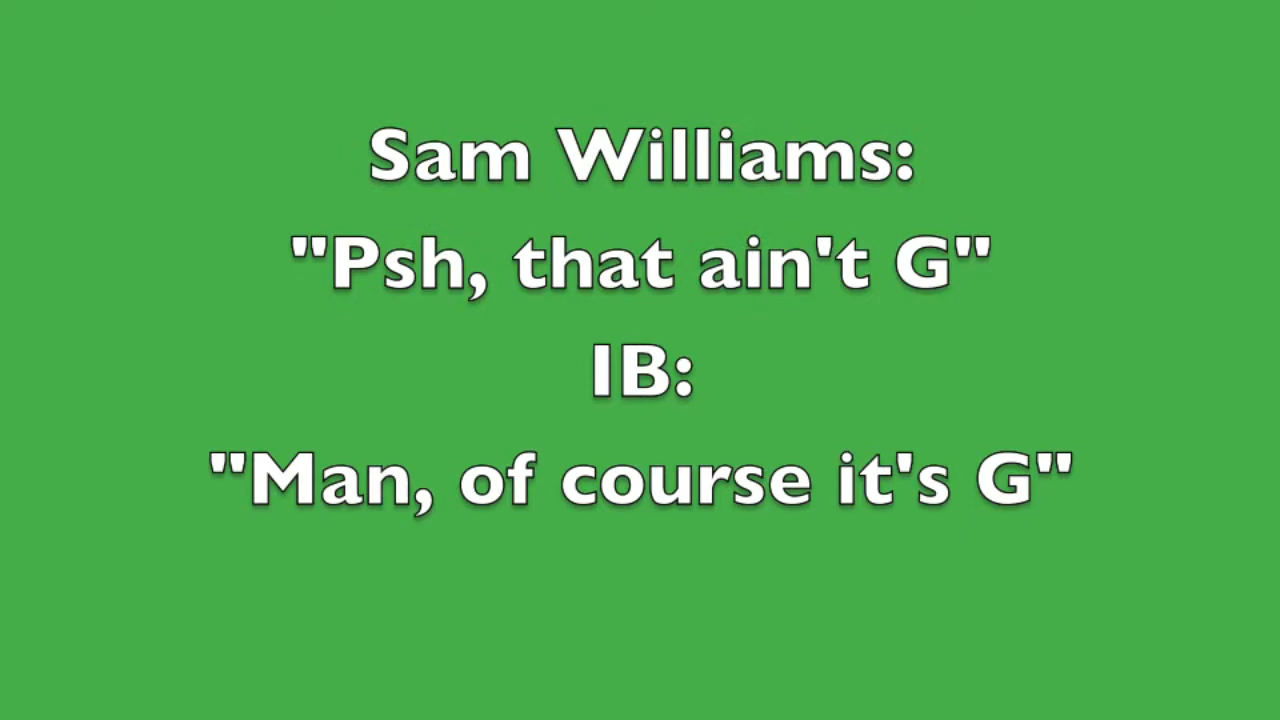 Sam Williams:
"Psh, that ain't G"
IB:
"Man, of course it's G"